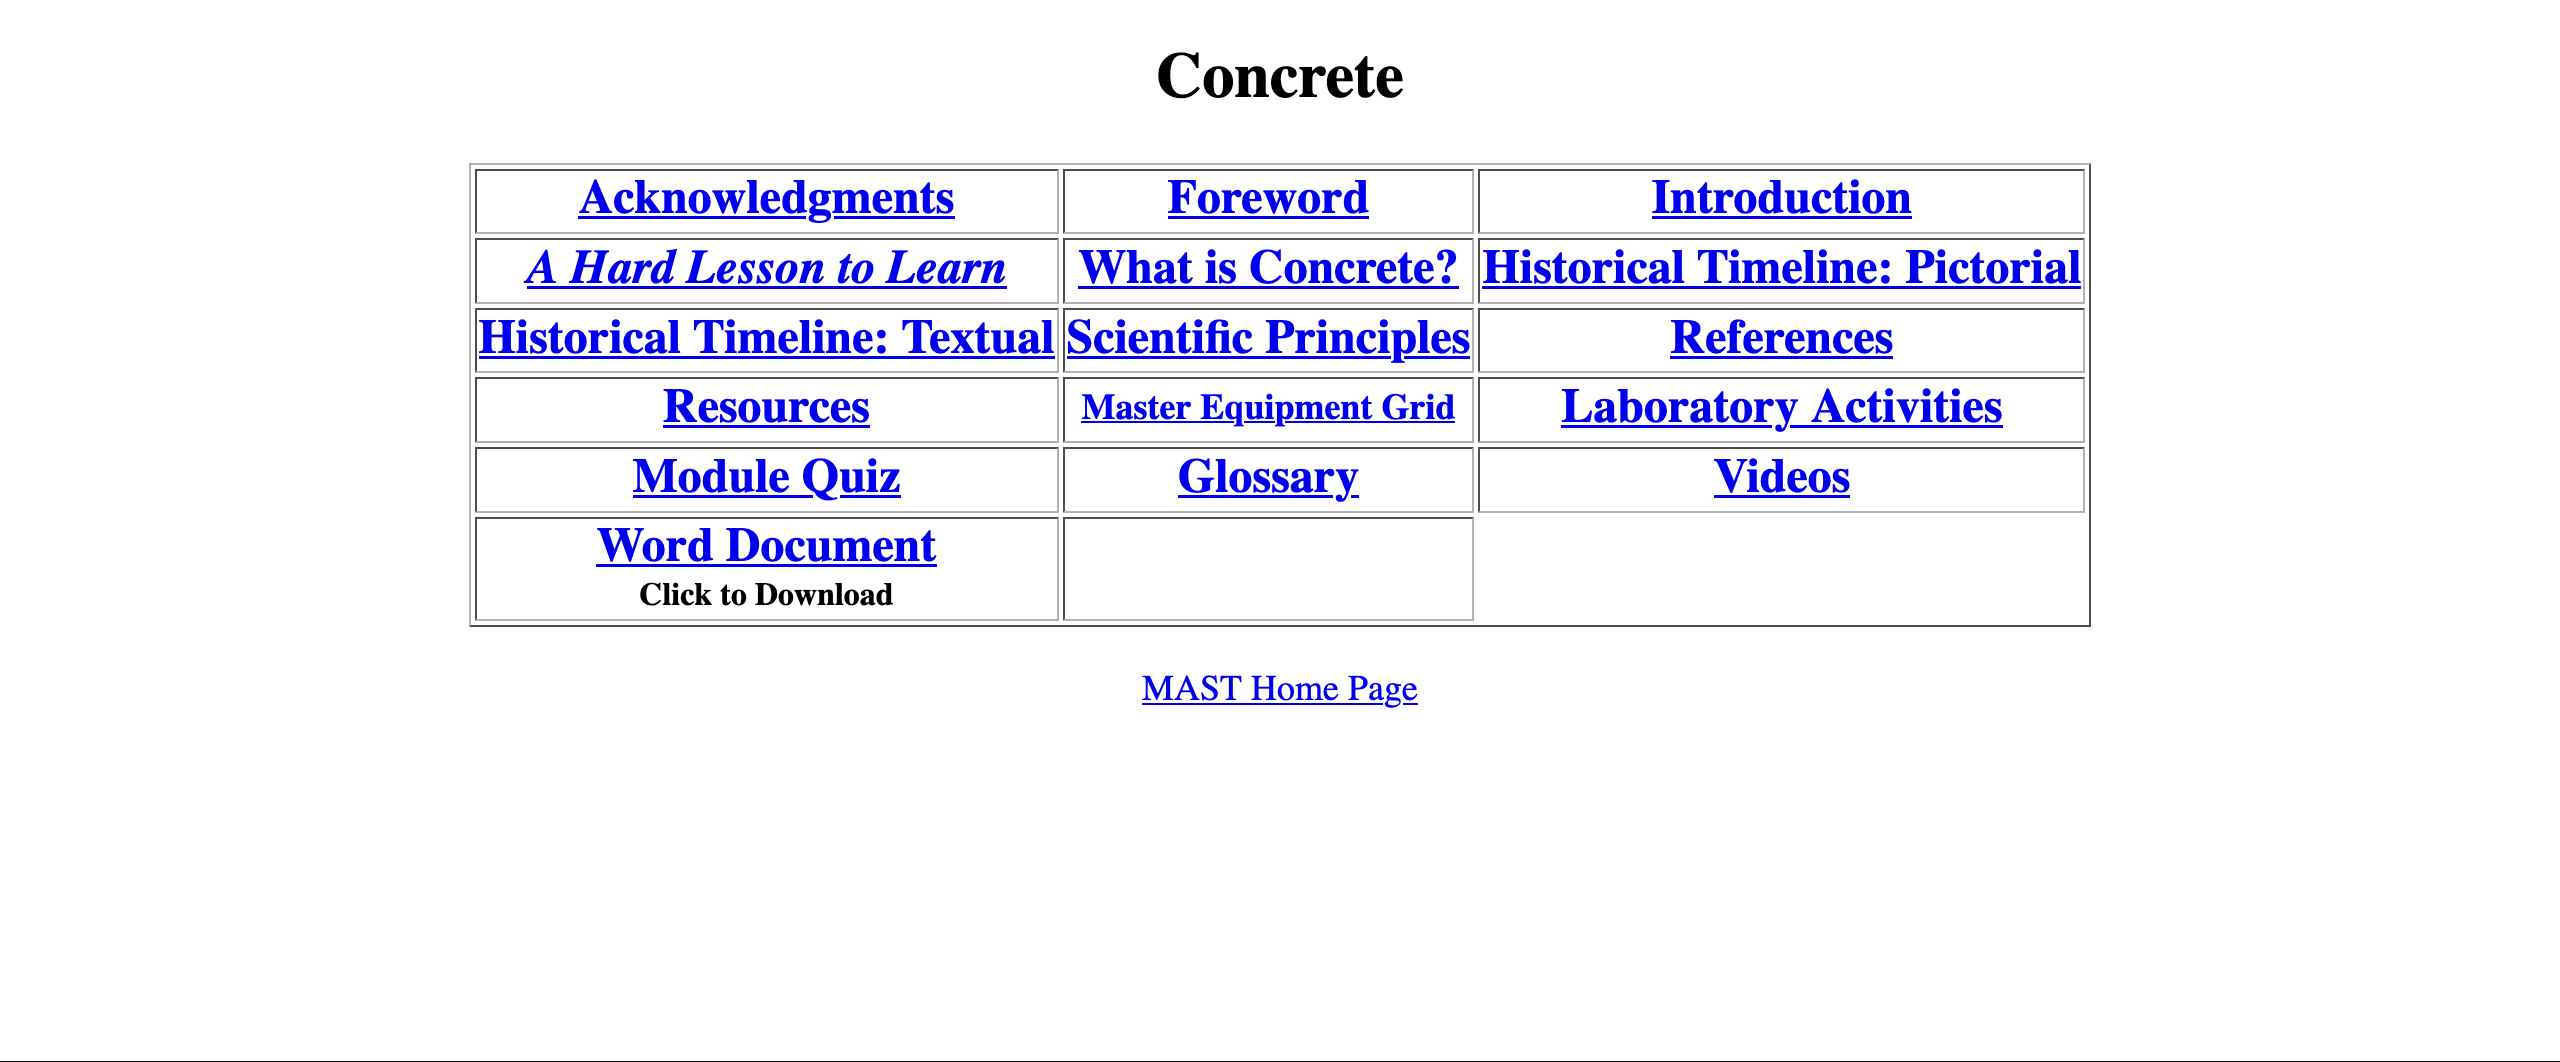 Concrete
Acknowledgments Foreword Introduction
A Hard Lesson to Learn What is Concrete? Historical Timeline: Pictorial
Historical Timeline: Textual Scientific Principles References
Resources Master Equipment Grid Laboratory Activities
Module Quiz Glossary Videos
Word Document
Click to Download
MAST Home Page